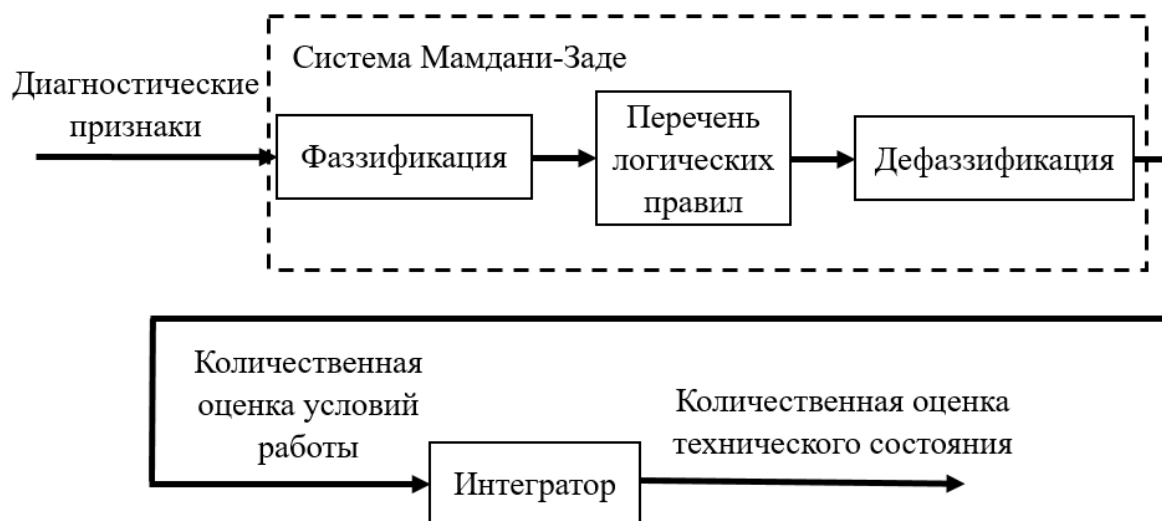 Система Мамдани-Заде
Диагностические
признаки
Фаззификация
Перечень
логических
правил
Дефаззификация
Количественная
оценка условий
работы
Интегратор
Количественная оценка
технического состояния